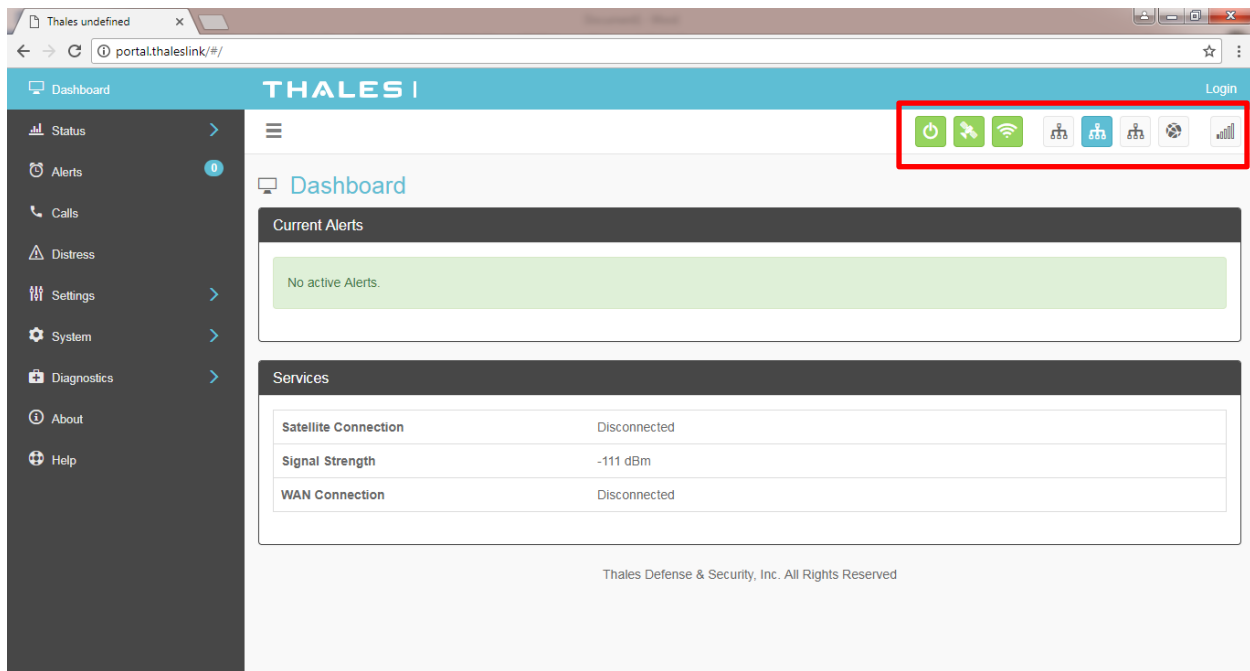 Thales undefined
portal.thaleslink/#/
Dashboard
THALES
Login
Status
Alerts 0
Calls
Distress
Settings
System
Diagnostics
About
Help
Dashboard
Current Alerts
No active Alerts.
Services
Satellite Connection Disconnected
Signal Strength -111 dBm
WAN Connection Disconnected
Thales Defense & Security, Inc. All Rights Reserved